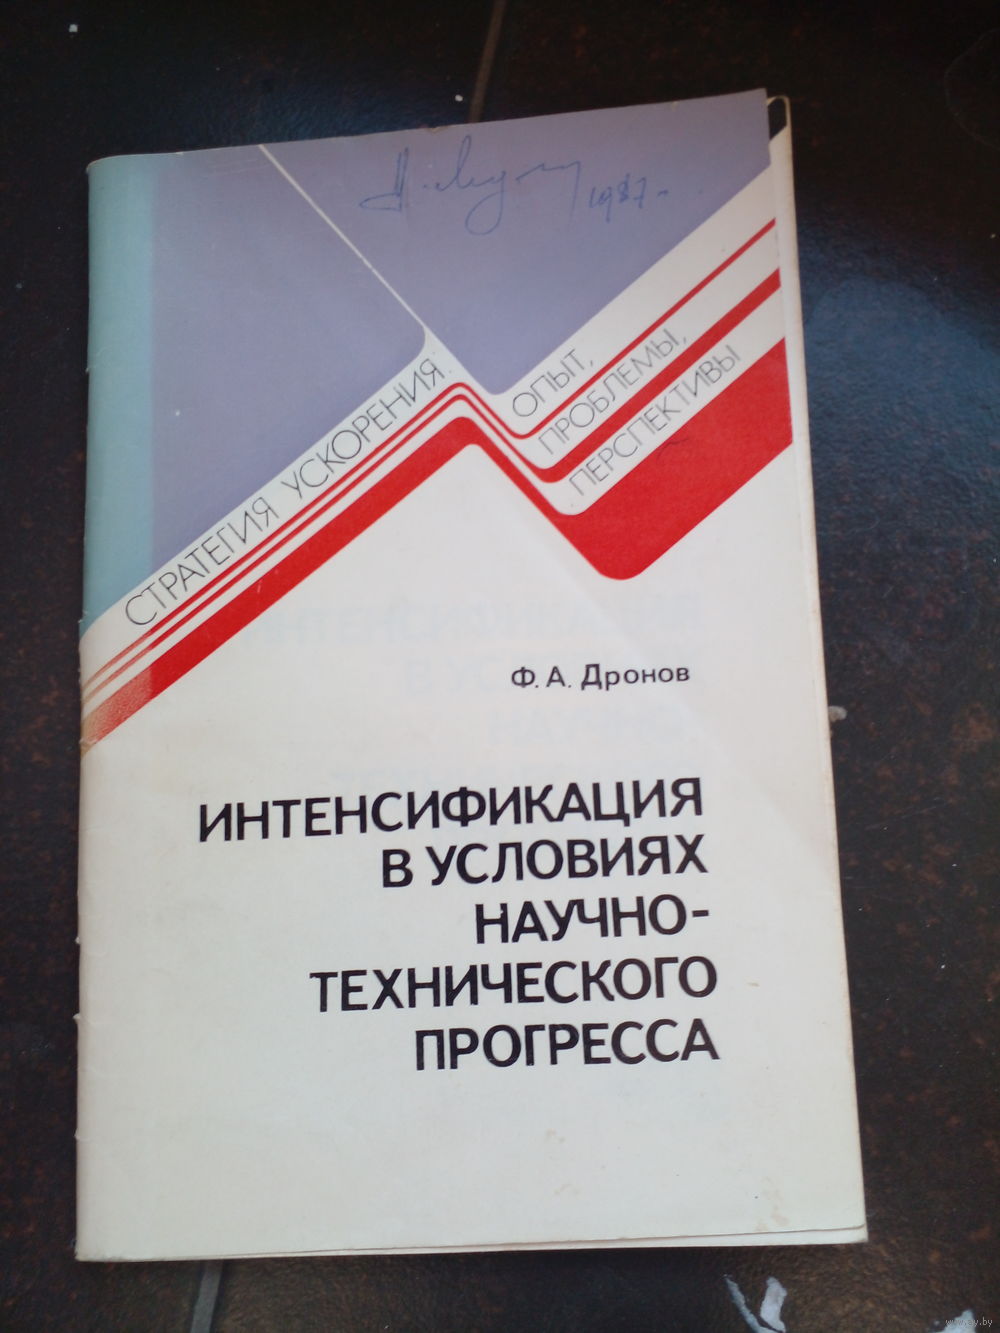 1987 г.
СТРАТЕГИЯ УСКОРЕНИЯ.
ОПЫТ,
ПРОБЛЕМЫ,
ПЕРСПЕКТИВЫ
Ф. А. Дронов
ИНТЕНСИФИКАЦИЯ
В УСЛОВИЯХ
НАУЧНО-
ТЕХНИЧЕСКОГО
ПРОГРЕССА